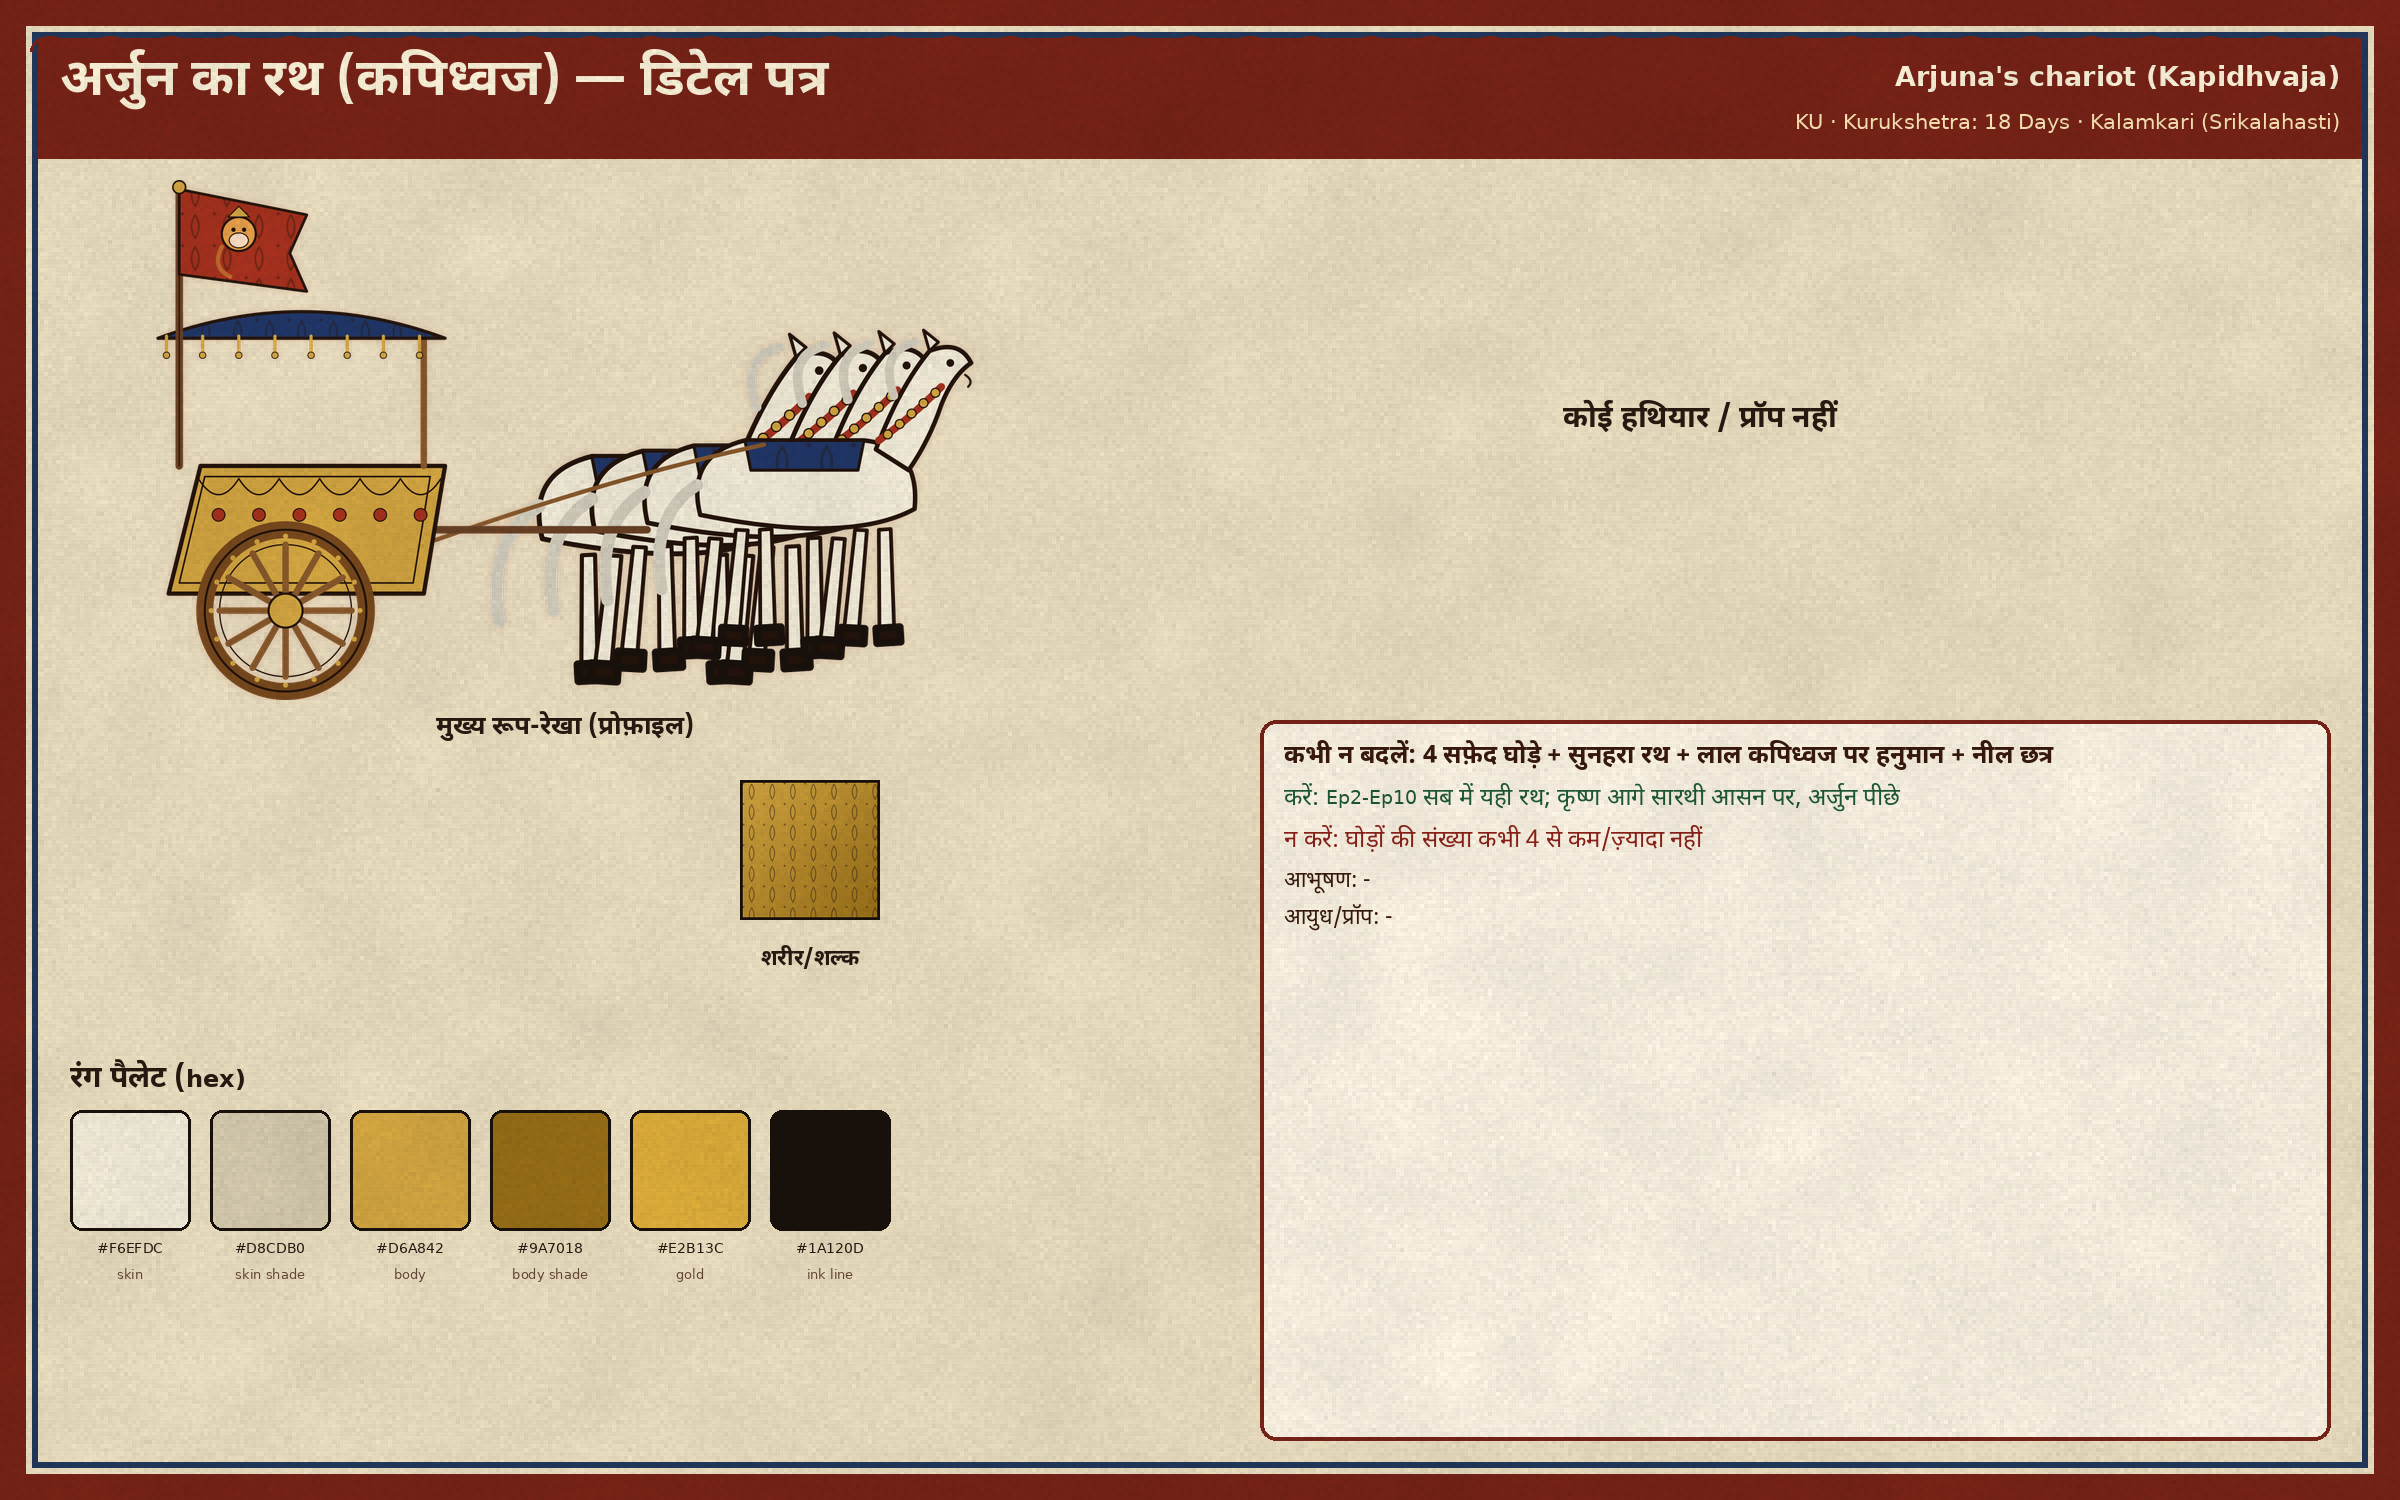 अर्जुन का रथ (कपिध्वज) — डिटेल पत्र
Arjuna's chariot (Kapidhvaja)
KU · Kurukshetra: 18 Days · Kalamkari (Srikalahasti)
कोई हथियार / प्रॉप नहीं
मुख्य रूप-रेखा (प्रोफ़ाइल)
शरीर/शल्क
कभी न बदलें: 4 सफ़ेद घोड़े + सुनहरा रथ + लाल कपिध्वज पर हनुमान + नील छत्र
करें: Ep2-Ep10 सब में यही रथ; कृष्ण आगे सारथी आसन पर, अर्जुन पीछे
न करें: घोड़ों की संख्या कभी 4 से कम/ज़्यादा नहीं
आभूषण: -
आयुध/प्रॉप: -
रंग पैलेट (hex)
#F6EFDC #D8CDB0 #D6A842 #9A7018 #E2B13C #1A120D
skin skin shade body body shade gold ink line